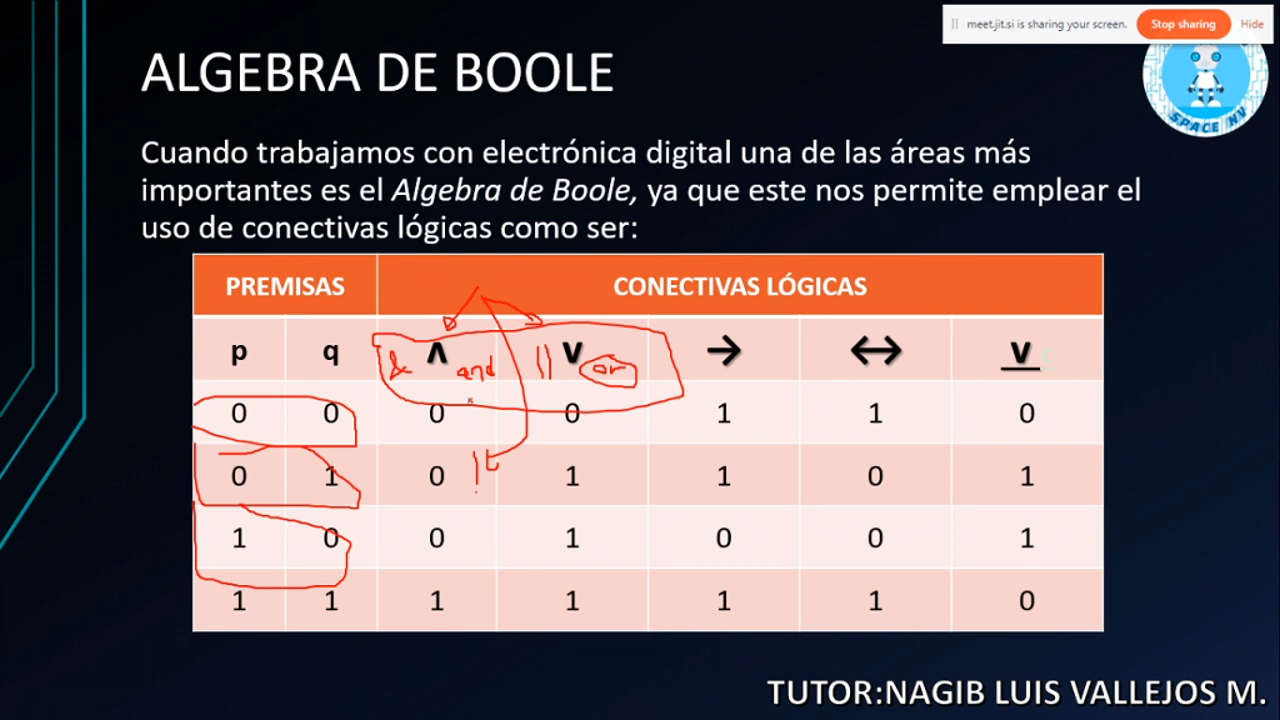 meet.jit.si is sharing your screen. Stop sharing Hide
ALGEBRA DE BOOLE
SPACE NV
Cuando trabajamos con electrónica digital una de las áreas más
importantes es el Algebra de Boole, ya que este nos permite emplear el
uso de conectivas lógicas como ser:
PREMISAS CONECTIVAS LÓGICAS
p q & ∧ and || ∨ or → ↔ v
0 0 0 0 1 1 0
0 1 0 ! 1 1 0 1
1 0 0 1 0 0 1
1 1 1 1 1 1 0
TUTOR:NAGIB LUIS VALLEJOS M.